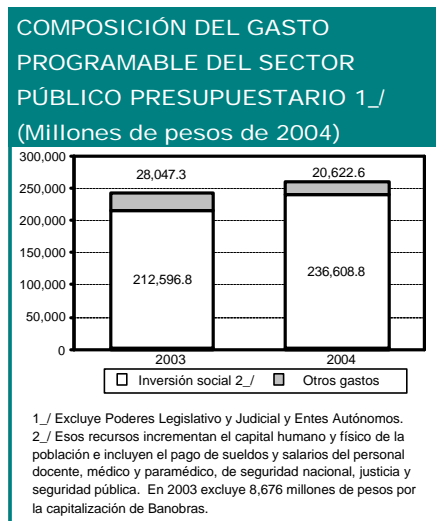 COMPOSICIÓN DEL GASTO
PROGRAMABLE DEL SECTOR
PÚBLICO PRESUPUESTARIO 1_/
(Millones de pesos de 2004)
300,000
250,000
200,000
150,000
100,000
50,000
0
28,047.3
20,622.6
212,596.8
236,608.8
2003
2004
Inversión social 2_/
Otros gastos
1_/ Excluye Poderes Legislativo y Judicial y Entes Autónomos.
2_/ Esos recursos incrementan el capital humano y físico de la
población e incluyen el pago de sueldos y salarios del personal
docente, médico y paramédico, de seguridad nacional, justicia y
seguridad pública. En 2003 excluye 8,676 millones de pesos por
la capitalización de Banobras.